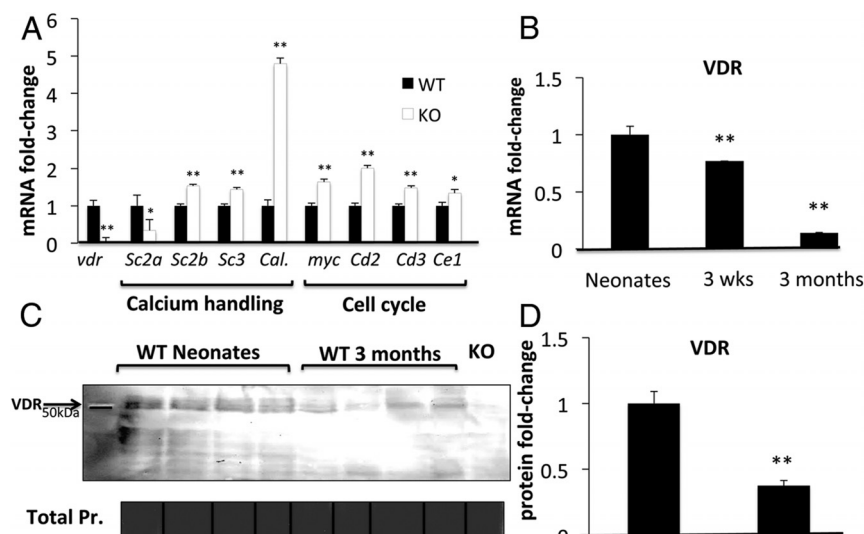 A
mRNA fold-change
6
5
4
3
2
1
0
**
*
**
**
**
**
**
**
*
WT
KO
vdr Sc2a Sc2b Sc3 Cal. myc Cd2 Cd3 Ce1
Calcium handling Cell cycle
B
VDR
mRNA fold-change
1.5
1
0.5
0
**
**
Neonates 3 wks 3 months
C
WT Neonates WT 3 months KO
VDR
50kDa
Total Pr.
D
VDR
protein fold-change
1.5
1
0.5
0
**